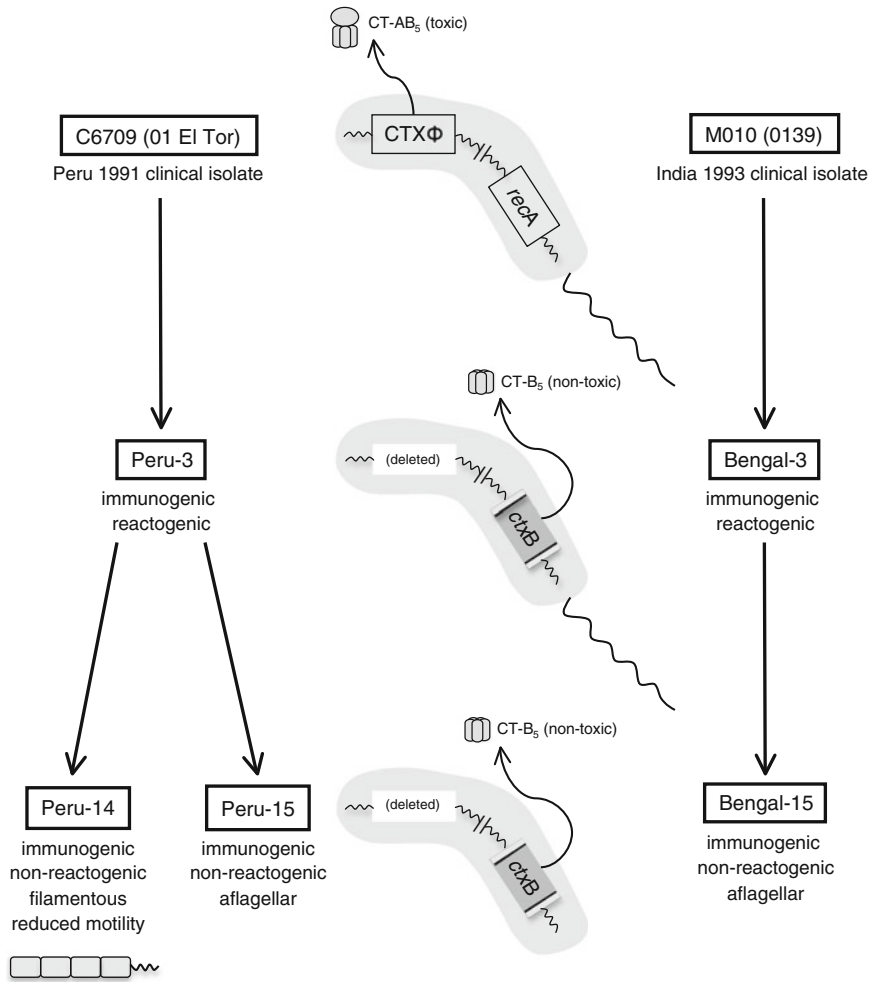 CT-AB5 (toxic)
C6709 (01 El Tor)
Peru 1991 clinical isolate
CTXΦ
recA
M010 (0139)
India 1993 clinical isolate
CT-B5 (non-toxic)
Peru-3
immunogenic
reactogenic
(deleted)
ctxB
Bengal-3
immunogenic
reactogenic
CT-B5 (non-toxic)
Peru-14
immunogenic
non-reactogenic
filamentous
reduced motility
Peru-15
immunogenic
non-reactogenic
aflagellar
(deleted)
ctxB
Bengal-15
immunogenic
non-reactogenic
aflagellar